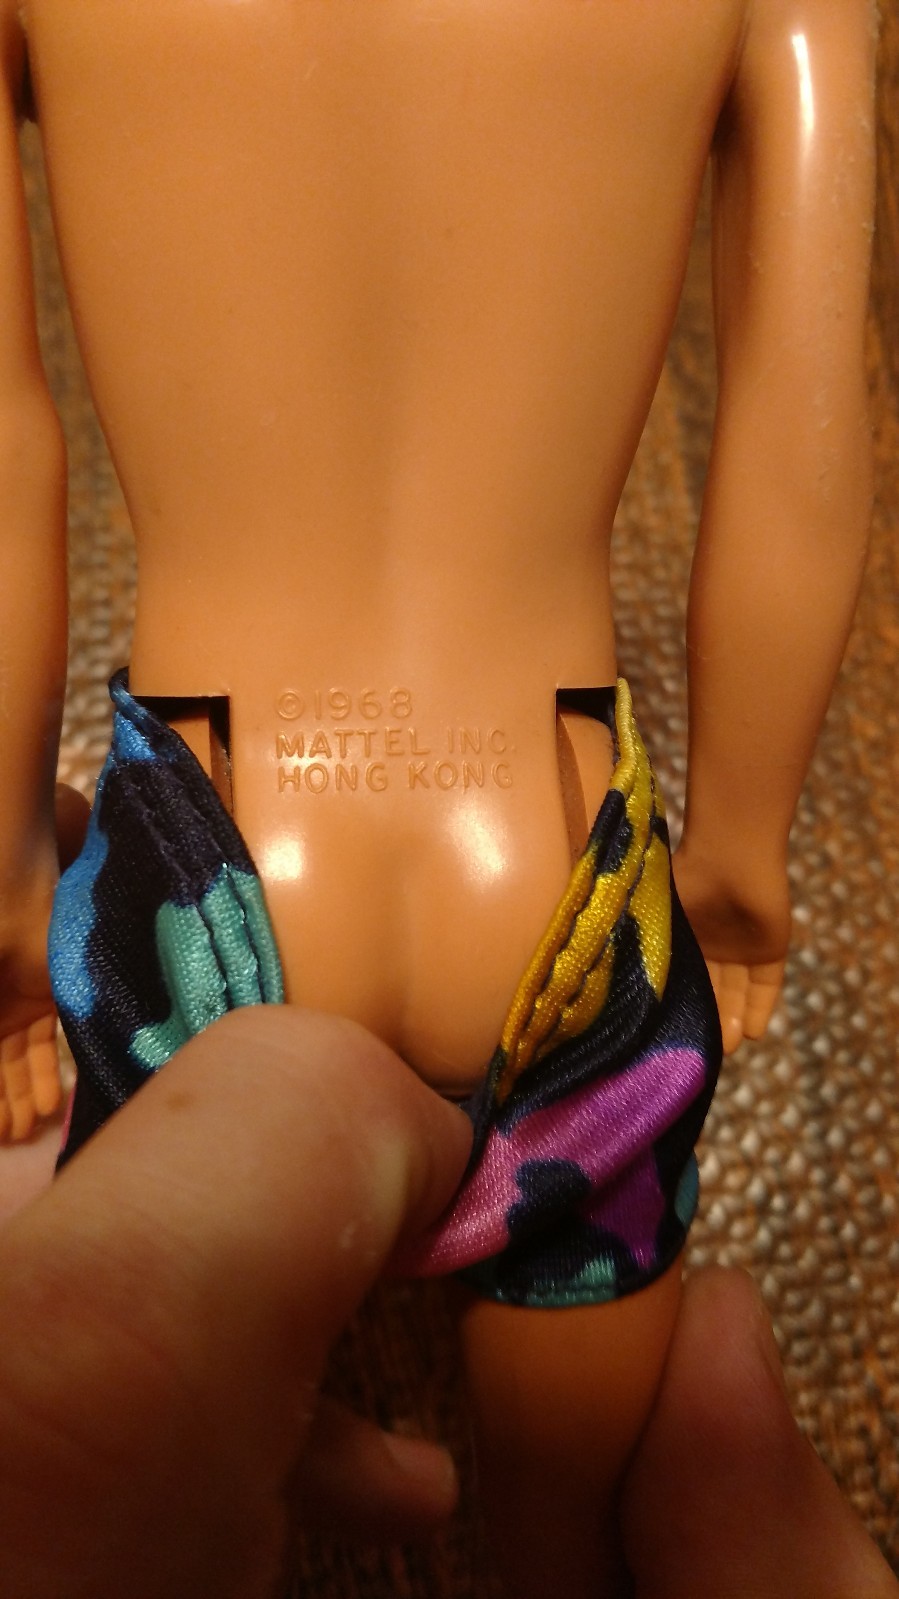 ©1968
MATTEL INC.
HONG KONG